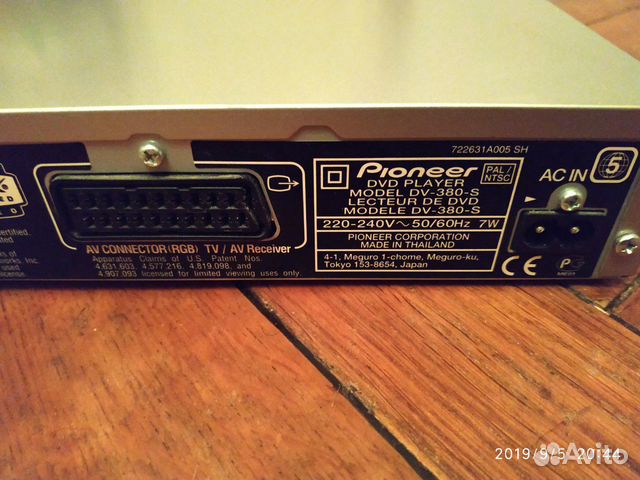 722631A005 SH
Pioneer
PAL/
NTSC
DVD PLAYER
MODEL DV-380-S
LECTEUR DE DVD
MODELE DV-380-S
220-240V~50/60Hz 7W
PIONEER CORPORATION
MADE IN THAILAND
4-1, Meguro 1-chome, Meguro-ku,
Tokyo 153-8654, Japan
AC IN
5
CE
AV CONNECTOR (RGB) TV / AV Receiver
Apparatus Claims of U.S. Patent Nos.
4.631.603, 4.577.216, 4.819.098, and
4.907.093 licensed for limited viewing uses only.
2019/9/5 20:44
Avito